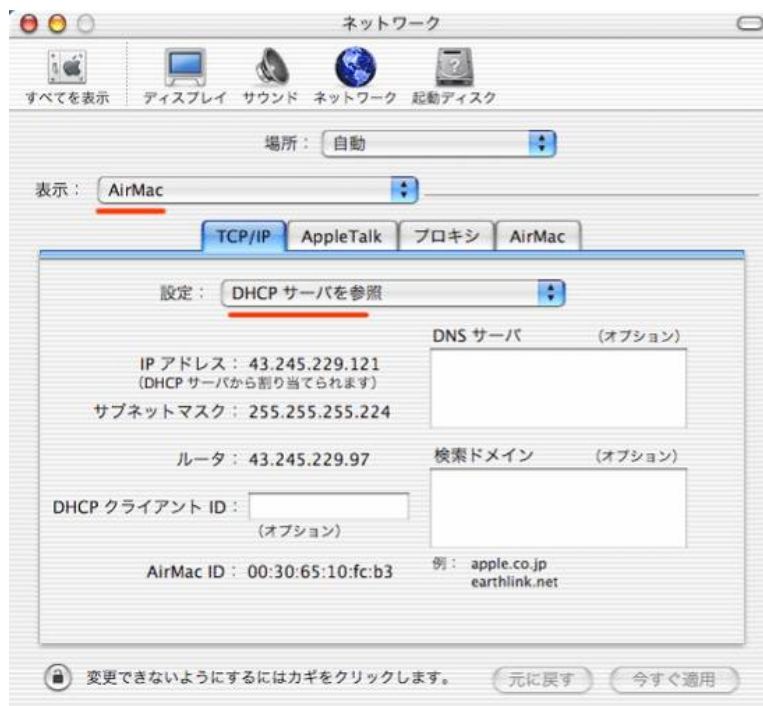 ネットワーク
すべてを表示 ディスプレイ サウンド ネットワーク 起動ディスク
場所： 自動
表示： AirMac
TCP/IP AppleTalk プロキシ AirMac
設定： DHCP サーバを参照
DNS サーバ （オプション）
IP アドレス： 43.245.229.121
（DHCP サーバから割り当てられます）
サブネットマスク： 255.255.255.224
ルータ： 43.245.229.97
検索ドメイン （オプション）
DHCP クライアント ID：
（オプション）
AirMac ID： 00:30:65:10:fc:b3
例： apple.co.jp
earthlink.net
変更できないようにするにはカギをクリックします。 元に戻す 今すぐ適用